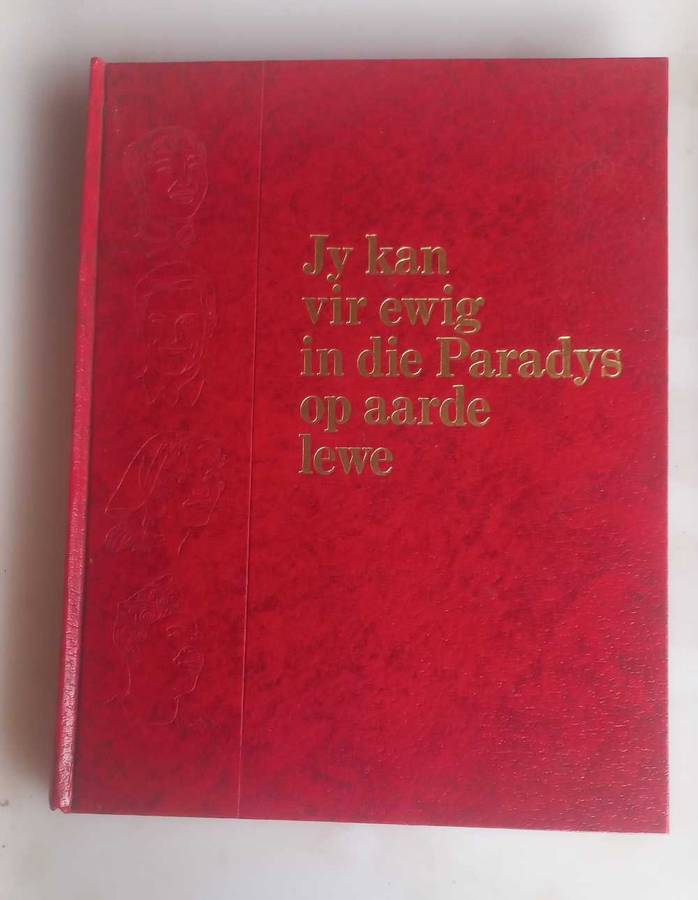 Jy kan
vir ewig
in die Paradys
op aarde
lewe